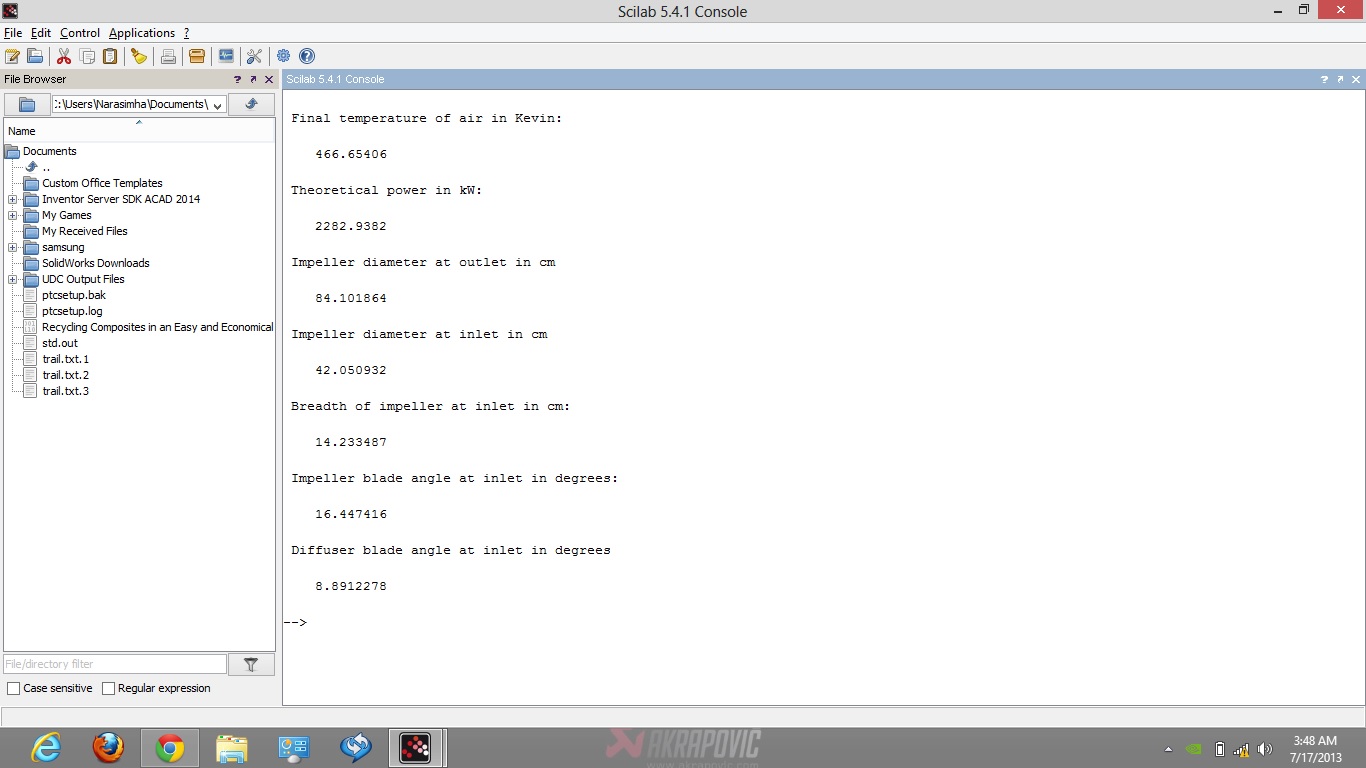 Scilab 5.4.1 Console
File Edit Control Applications ?
File Browser
? ↗ X
Scilab 5.4.1 Console
? ↗ X
:\Users\Narasimha\Documents\
Name
Documents
..
Custom Office Templates
Inventor Server SDK ACAD 2014
My Games
My Received Files
samsung
SolidWorks Downloads
UDC Output Files
ptcsetup.bak
ptcsetup.log
Recycling Composites in an Easy and Economical
std.out
trail.txt.1
trail.txt.2
trail.txt.3
File/directory filter
Case sensitive
Regular expression
Final temperature of air in Kevin:
466.65406
Theoretical power in kW:
2282.9382
Impeller diameter at outlet in cm
84.101864
Impeller diameter at inlet in cm
42.050932
Breadth of impeller at inlet in cm:
14.233487
Impeller blade angle at inlet in degrees:
16.447416
Diffuser blade angle at inlet in degrees
8.8912278
-->
AKRAPOVIC
www.akrapovic.com
3:48 AM
7/17/2013